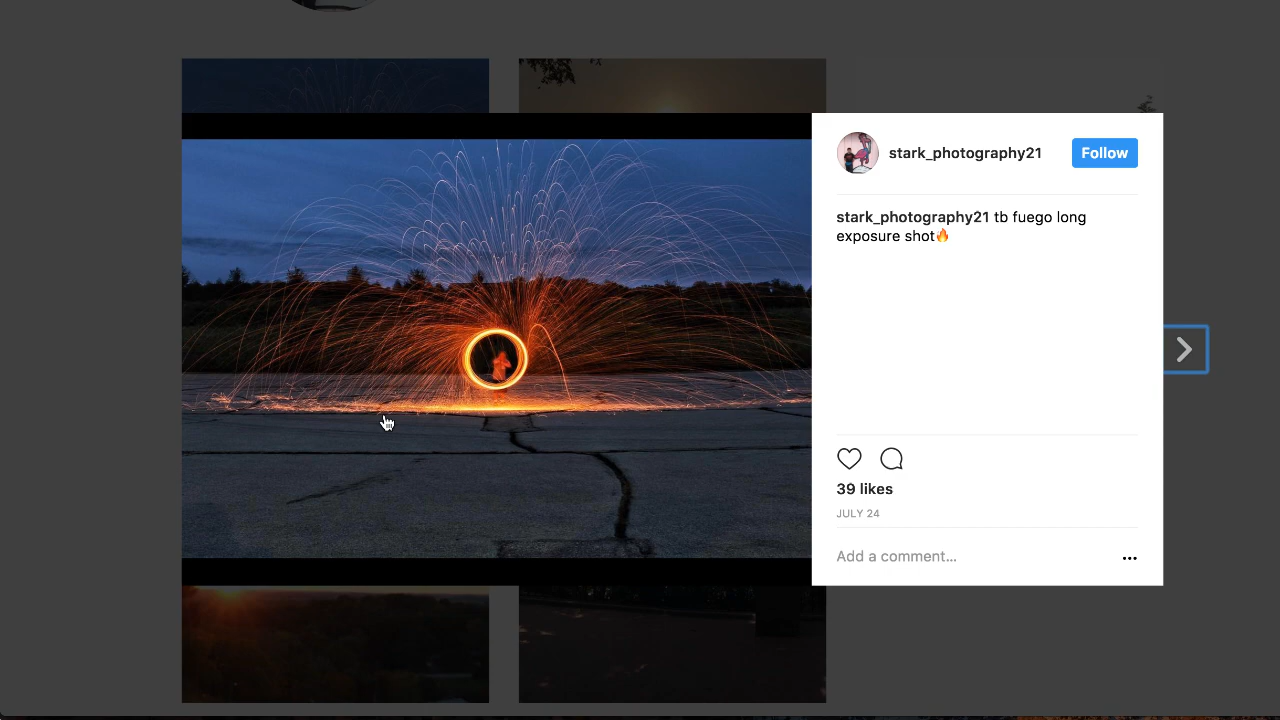 stark_photography21
Follow
stark_photography21 tb fuego long
exposure shot🔥
39 likes
JULY 24
Add a comment...